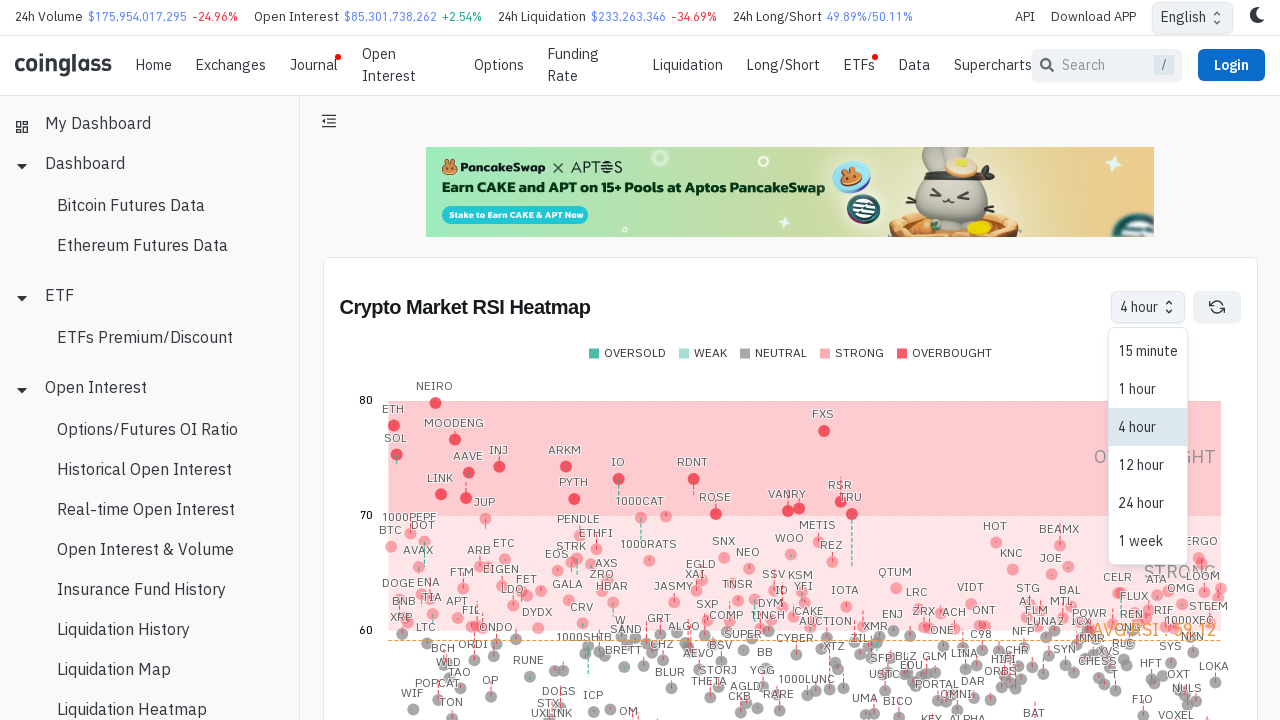 24h Volume $175,954,017,295 -24.96% Open Interest $85,301,738,262 +2.54% 24h Liquidation $233,263,346 -34.69% 24h Long/Short 49.89%/50.11% API Download APP English
coinglass Home Exchanges Journal Open Interest Options Funding Rate Liquidation Long/Short ETFs Data Supercharts Search / Login
My Dashboard
Dashboard
Bitcoin Futures Data
Ethereum Futures Data
ETF
ETFs Premium/Discount
Open Interest
Options/Futures OI Ratio
Historical Open Interest
Real-time Open Interest
Open Interest & Volume
Insurance Fund History
Liquidation History
Liquidation Map
Liquidation Heatmap
PancakeSwap X APTOS
Earn CAKE and APT on 15+ Pools at Aptos PancakeSwap
Stake to Earn CAKE & APT Now
Crypto Market RSI Heatmap
4 hour
15 minute
1 hour
4 hour
12 hour
24 hour
1 week
OVERSOLD WEAK NEUTRAL STRONG OVERBOUGHT
80
70
60
NEIRO
ETH MOODENG FXS
SOL AAVE INJ ARKM IO RDNT
LINK PYTH RSR
JUP 1000CAT ROSE VANRY TRU
1000PEPE PENDLE METIS
BTC DOT ETHFI HOT BEAMX
AVAX ARB ETC EOS STRK 1000RATS SNX NEO WOO REZ KNC JOE ERGO
FTM EIGEN AXS EGLD QTUM STRONG
DOGE ENA LDO FET GALA ZRO HBAR JASMY XAI TNSR SSV KSM YFI IOTA LRC VIDT STG BAL CELR ATA OMG LOOM
BNB TIA APT FIL DYDX CRV SXP ID DYM CAKE ZRX ACH ONT AI MTL FLUX RIF STEEM
XRP LTC ONDO 1000SHIB W SAND GRT ALGO COMP 1INCH AUCTION ENJ XMR ONE C98 NFP FLM LUNA2 ICX POWR REN 1000XEC
BCH ORDI BRETT CHZ AEVO BSV SUPER CYBER XTZ ZIL SYN NMR XVS SYS NKN
WLD TAO RUNE BLUR STORJ YGG BB SFP BLZ EDU GLM LINA HIFI CHR ORBS CHESS T HFT LOKA
WIF POPCAT OP THETA AGLD 1000LUNC USTC PORTAL DAR OXT
TON DOGS STX ICP CKB RARE UMA BICO OMNI FIO NULS
UXLINK OM KEY ALPHA BAT VOXEL